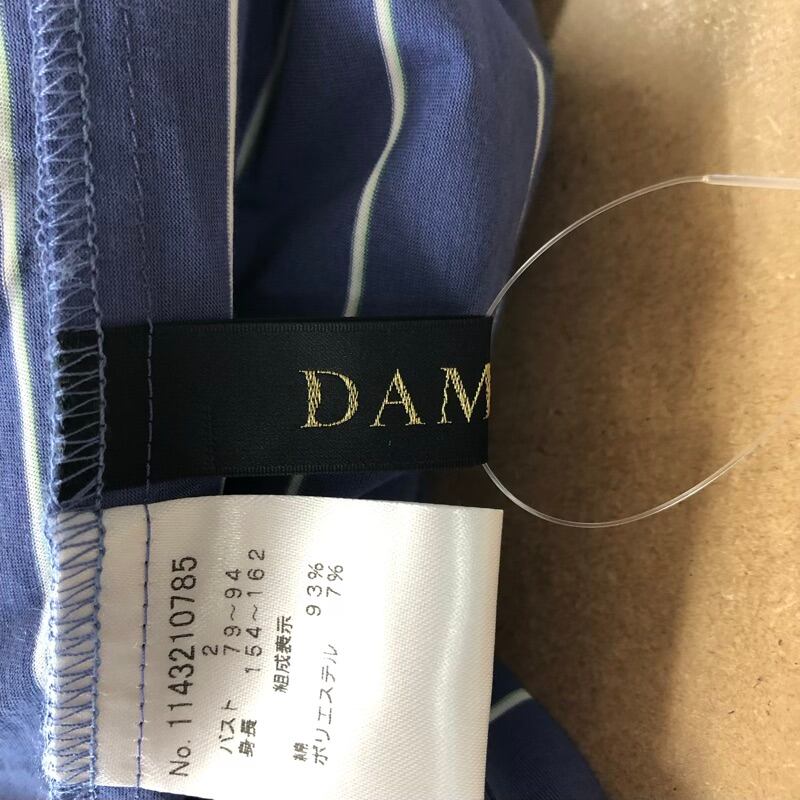 DAM
No. 1143210785
2
バスト 79～94
身長 154～162
組成表示
綿 93%
ポリエステル 7%